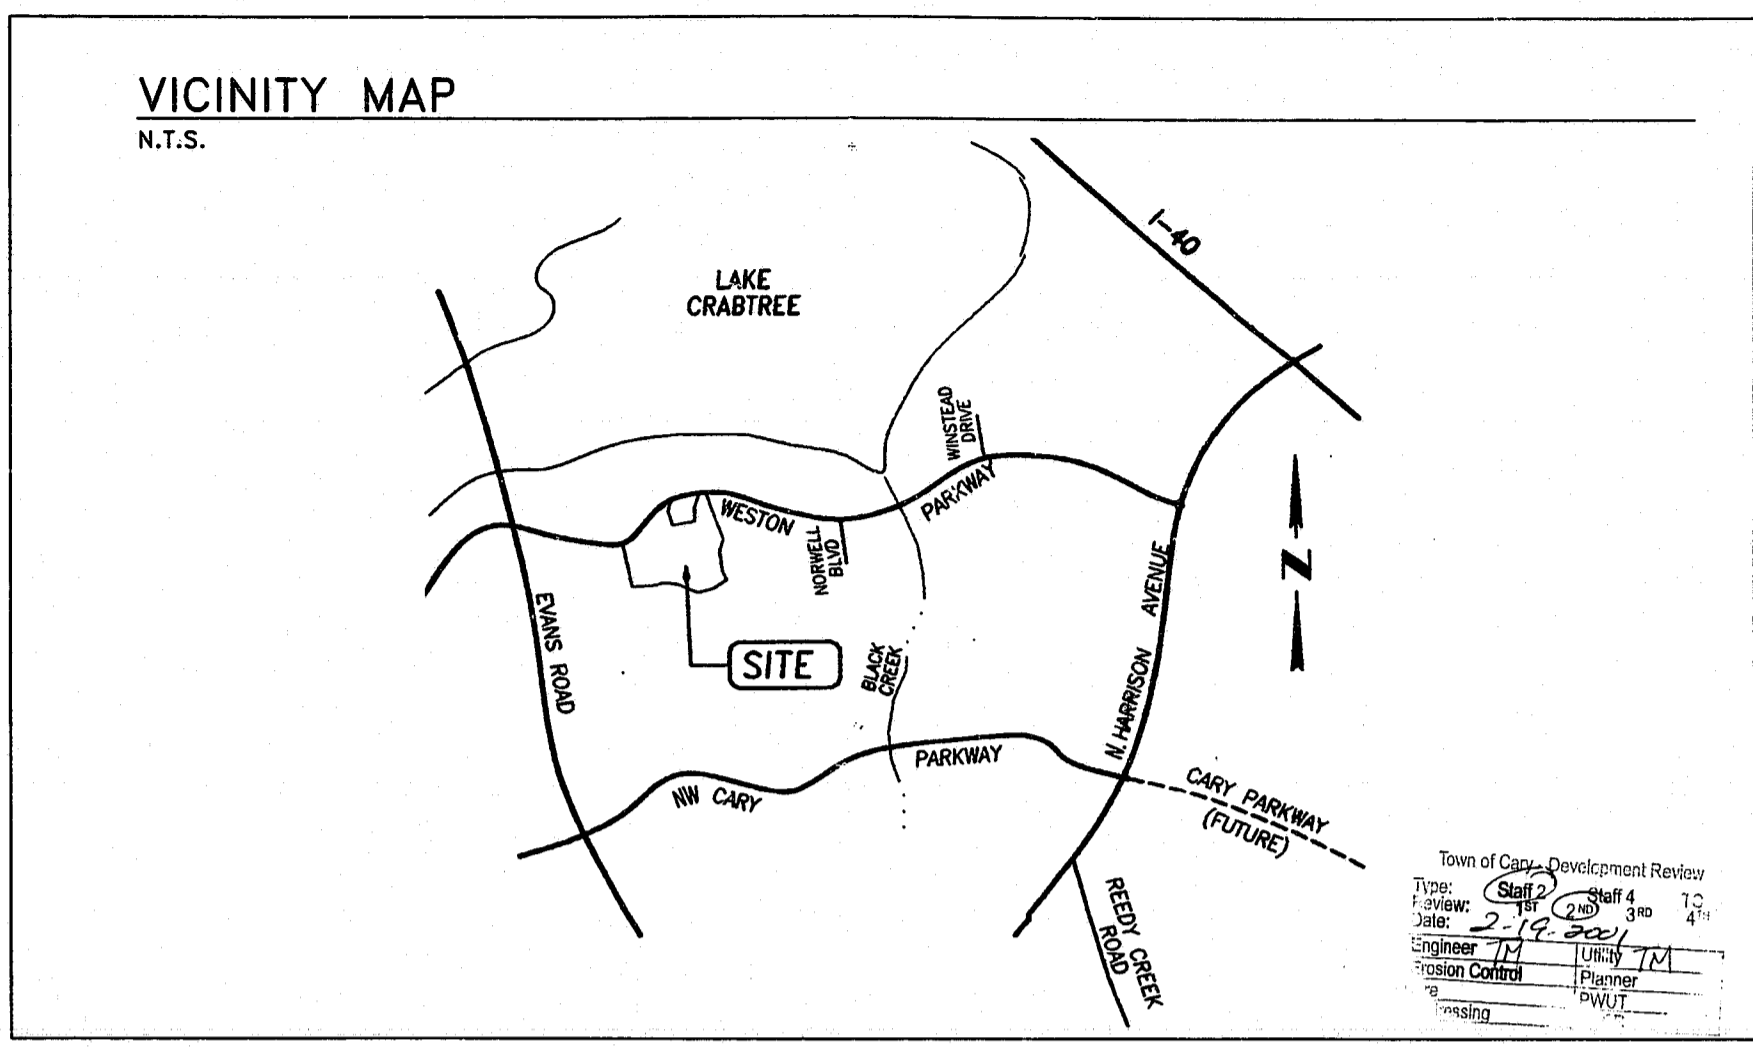 VICINITY MAP
N.T.S.
I-40
LAKE
CRABTREE
WINSTEAD
DRIVE
WESTON
PARKWAY
NORWELL
BLVD
N
EVANS ROAD
SITE
BLACK
CREEK
N. HARRISON AVENUE
NW CARY
PARKWAY
CARY PARKWAY
(FUTURE)
REEDY CREEK
ROAD
Town of Cary - Development Review
Type: Staff 2 Staff 4
Review: 1ST 2ND 3RD 4TH
Date: 2-19-2001
Engineer TM Utility TM
Erosion Control Planner
PWUT